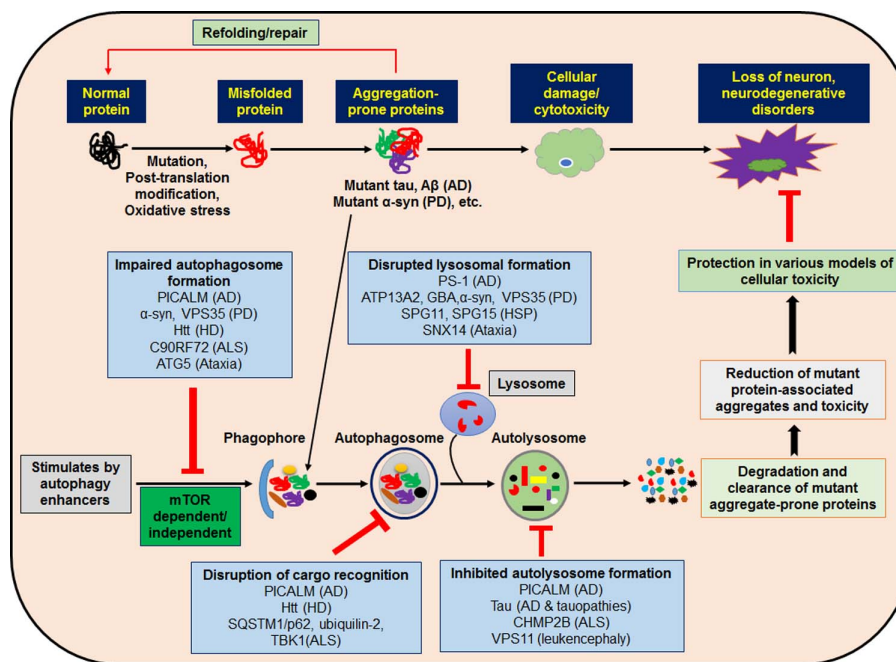 Refolding/repair
Normal
protein
Misfolded
protein
Aggregation-
prone proteins
Cellular
damage/
cytotoxicity
Loss of neuron,
neurodegenerative
disorders
Mutation,
Post-translation
modification,
Oxidative stress
Mutant tau, Aβ (AD)
Mutant α-syn (PD), etc.
Impaired autophagosome
formation
PICALM (AD)
α-syn, VPS35 (PD)
Htt (HD)
C90RF72 (ALS)
ATG5 (Ataxia)
Disrupted lysosomal formation
PS-1 (AD)
ATP13A2, GBA,α-syn, VPS35 (PD)
SPG11, SPG15 (HSP)
SNX14 (Ataxia)
Protection in various models of
cellular toxicity
Lysosome
Reduction of mutant
protein-associated
aggregates and toxicity
Phagophore
Autophagosome
Autolysosome
Stimulates by
autophagy
enhancers
mTOR
dependent/
independent
Degradation and
clearance of mutant
aggregate-prone proteins
Disruption of cargo recognition
PICALM (AD)
Htt (HD)
SQSTM1/p62, ubiquilin-2,
TBK1(ALS)
Inhibited autolysosome formation
PICALM (AD)
Tau (AD & tauopathies)
CHMP2B (ALS)
VPS11 (leukencephaly)